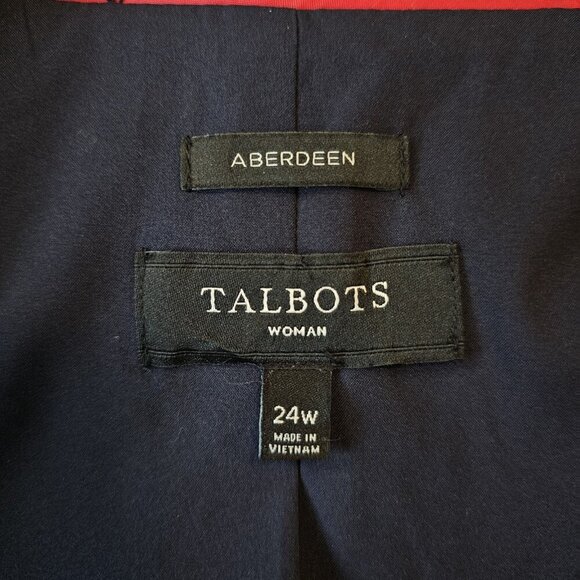 ABERDEEN
TALBOTS
WOMAN
24W
MADE IN
VIETNAM